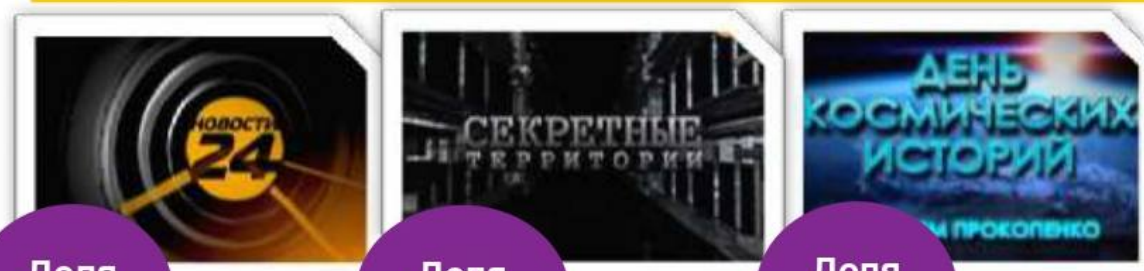 НОВОСТИ
24
СЕКРЕТНЫЕ
ТЕРРИТОРИИ
ДЕНЬ
КОСМИЧЕСКИХ
ИСТОРИЙ
ПРОКОПЕНКО
Доля
Доля
Доля